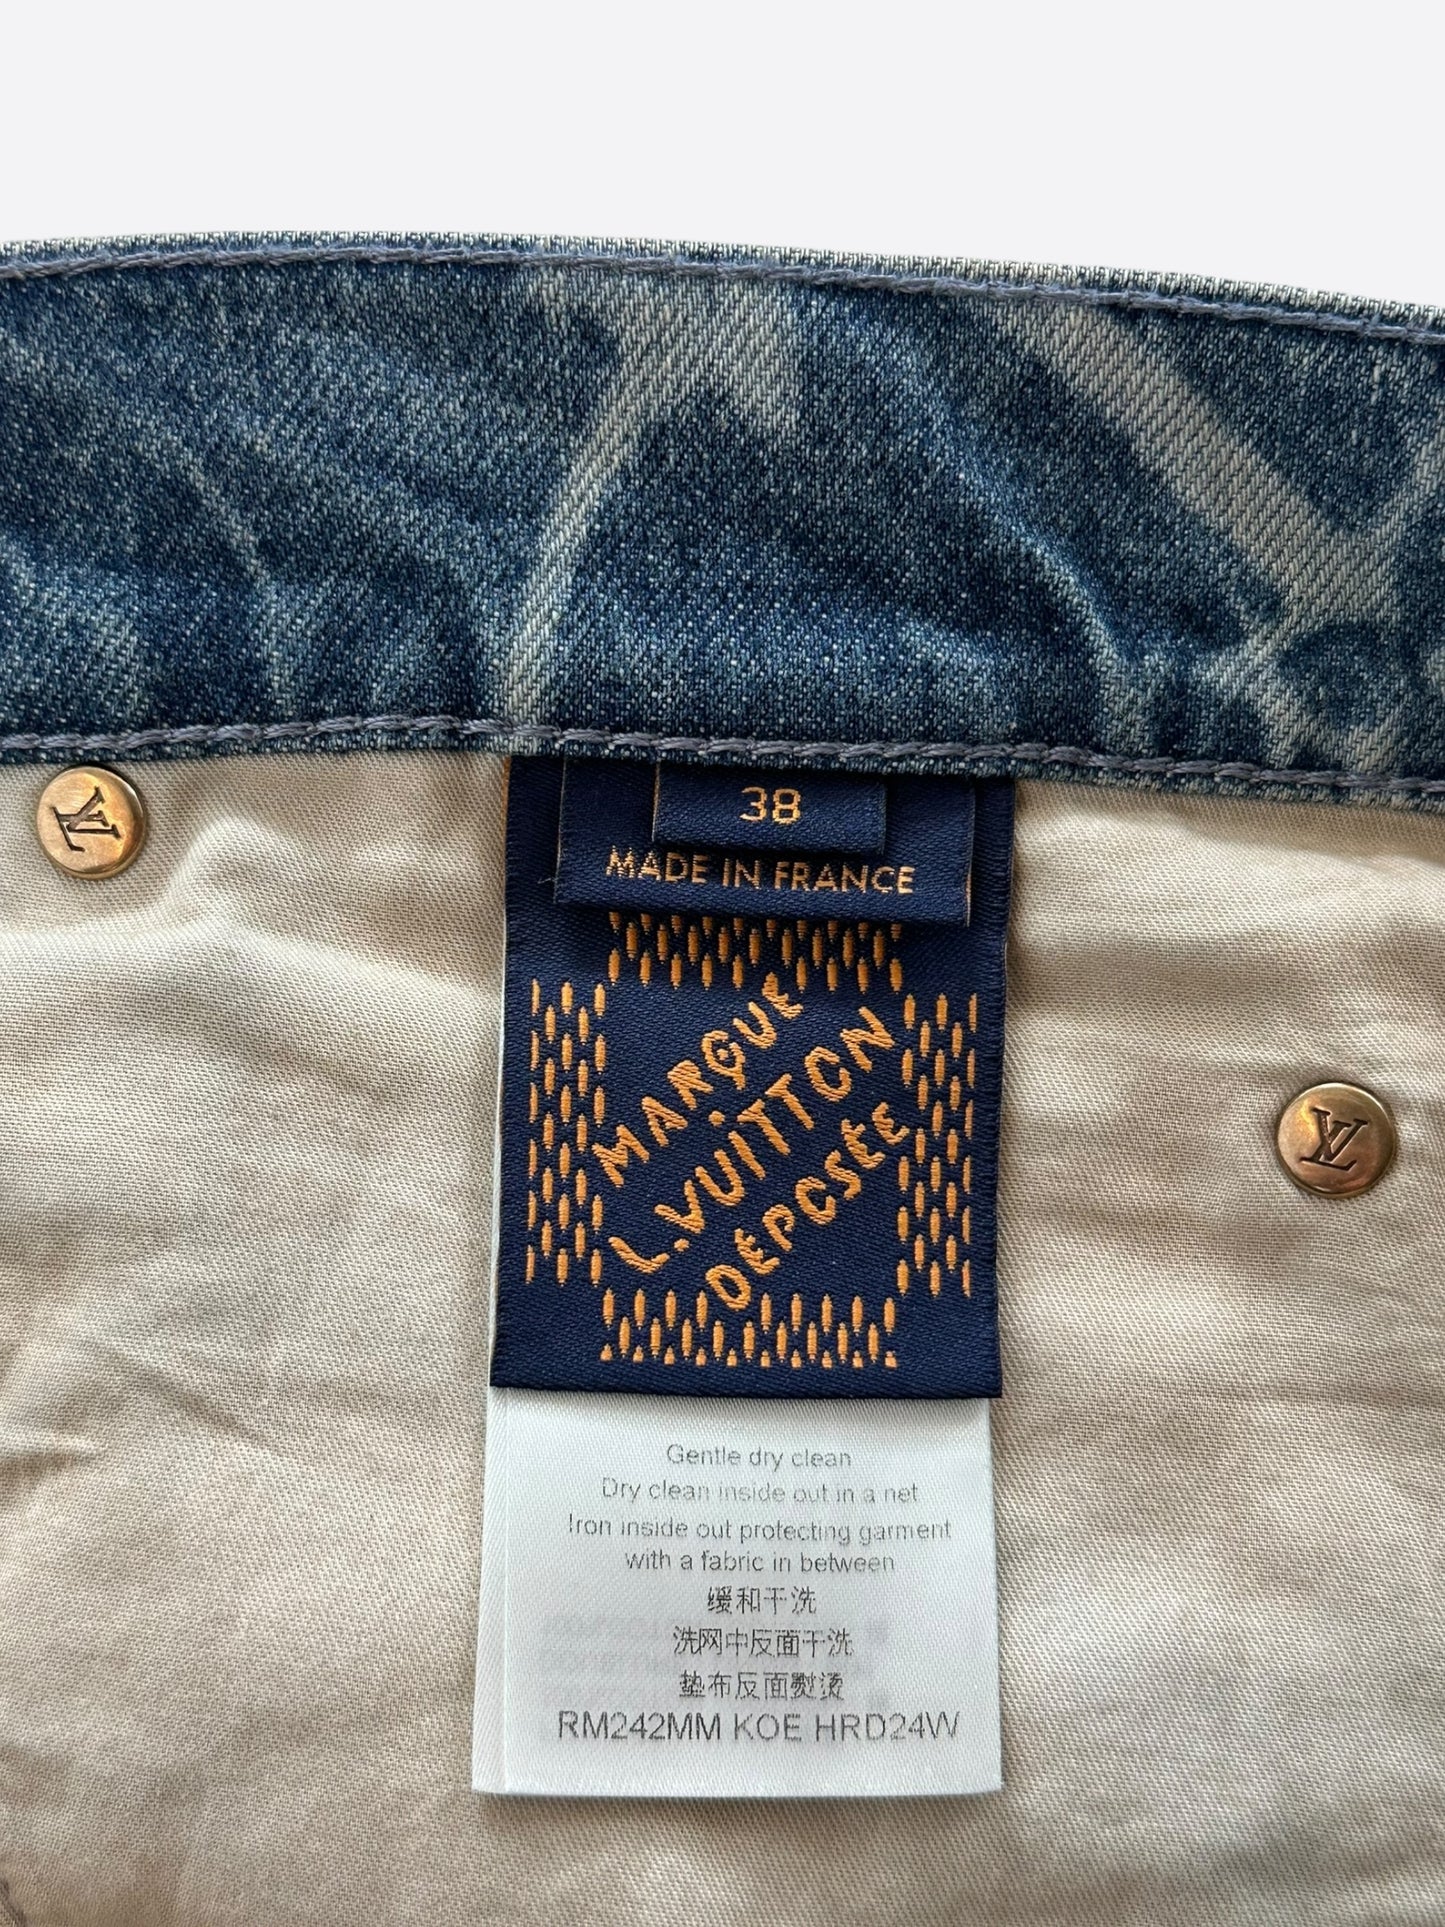 38
MADE IN FRANCE
MARQUE
L.VUITTON
DÉPOSÉE
Gentle dry clean
Dry clean inside out in a net
Iron inside out protecting garment
with a fabric in between
缓和干洗
洗网中反面干洗
垫布反面熨烫
RM242MM KOE HRD24W
LV
LV